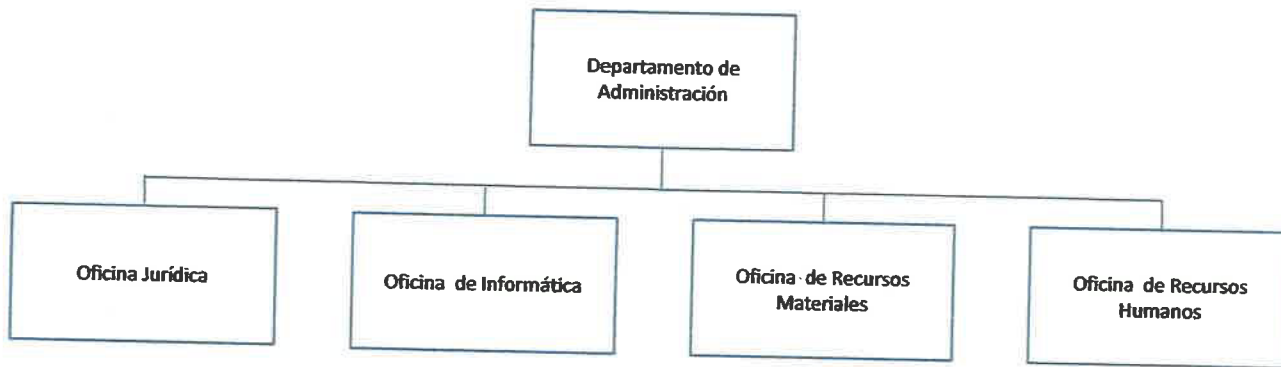 Departamento de
Administración
Oficina Jurídica
Oficina de Informática
Oficina de Recursos
Materiales
Oficina de Recursos
Humanos